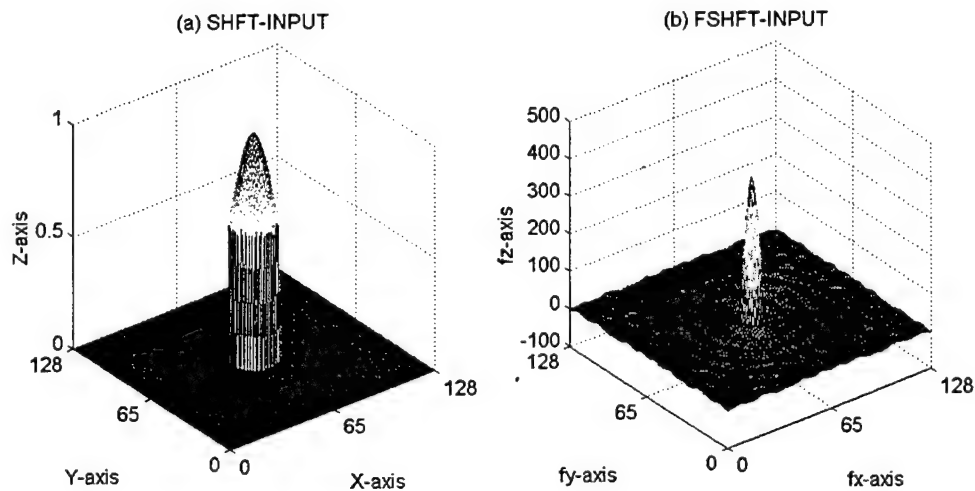 (a) SHFT-INPUT
1
0.5
0
Z-axis
128
65
0
Y-axis
0
65
128
X-axis
(b) FSHFT-INPUT
500
400
300
200
100
0
-100
fz-axis
128
65
0
fy-axis
0
65
128
fx-axis